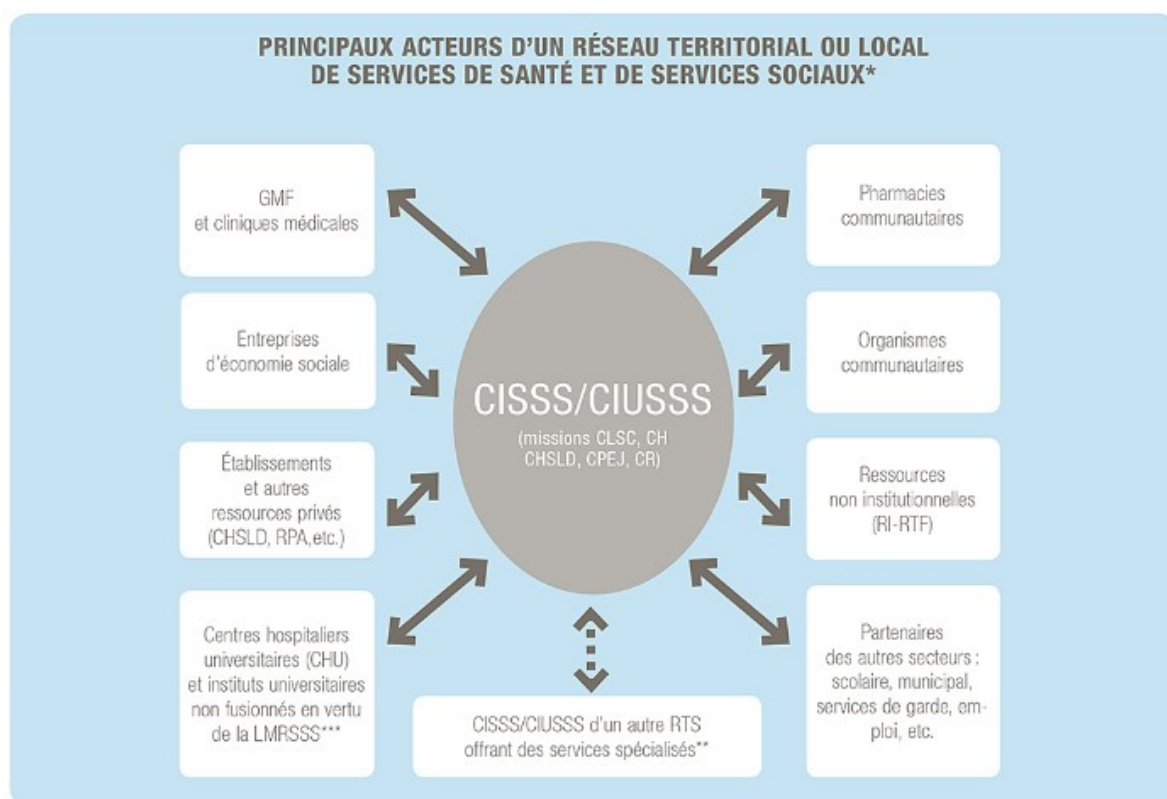 PRINCIPAUX ACTEURS D'UN RÉSEAU TERRITORIAL OU LOCAL
DE SERVICES DE SANTÉ ET DE SERVICES SOCIAUX*
GMF
et cliniques médicales
Entreprises
d'économie sociale
Établissements
et autres
ressources privés
(CHSLD, RPA,etc.)
Centres hospitaliers
universitaires (CHU)
et instituts universitaires
non fusionnés en vertu
de la LMRSSS***
CISSS/CIUSSS
(missions CLSC, CH
CHSLD, CPEJ, CR)
CISSS/CIUSSS d'un autre RTS
offrant des services spécialisés**
Pharmacies
communautaires
Organismes
communautaires
Ressources
non institutionnelles
(RI-RTF)
Partenaires
des autres secteurs :
scolaire, municipal,
services de garde, em-
ploi, etc.